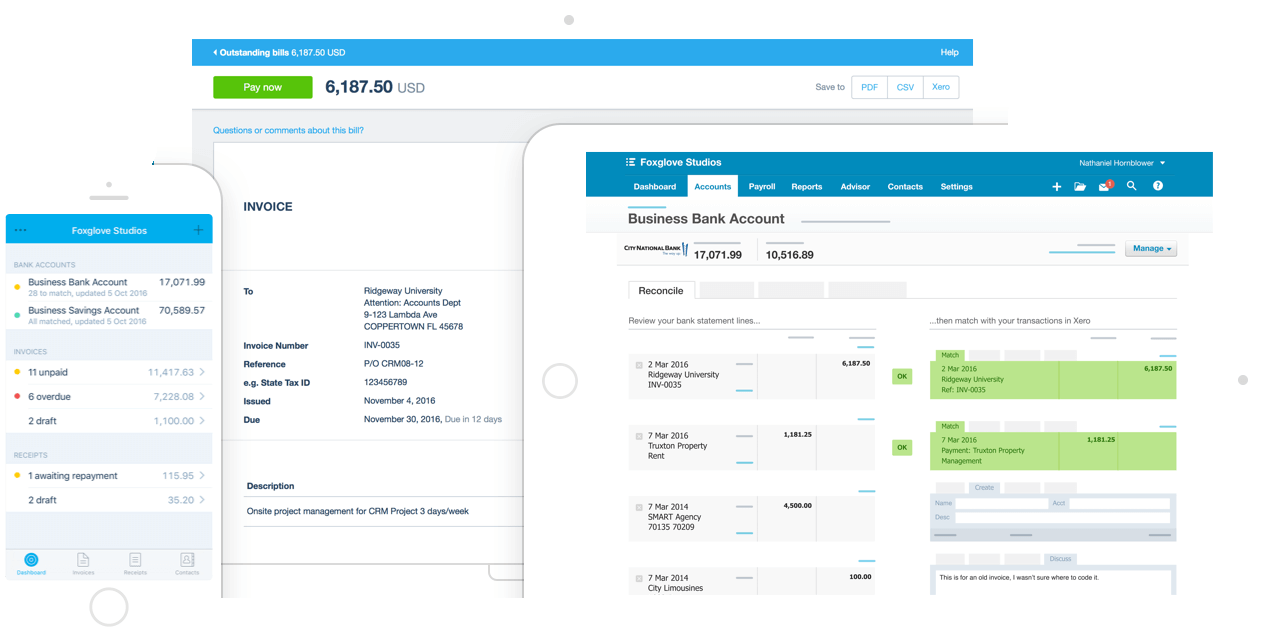 Outstanding bills 6,187.50 USD
Help
Pay now
6,187.50 USD
Save to
PDF
CSV
Xero
Questions or comments about this bill?
INVOICE
To
Ridgeway University
Attention: Accounts Dept
9-123 Lambda Ave
COPPERTOWN FL 45678
Invoice Number
INV-0035
Reference
P/O CRM08-12
e.g. State Tax ID
123456789
Issued
November 4, 2016
Due
November 30, 2016, Due in 12 days
Description
Onsite project management for CRM Project 3 days/week
Foxglove Studios
BANK ACCOUNTS
Business Bank Account 17,071.99
28 to match, updated 5 Oct 2016
Business Savings Account 70,589.57
All matched, updated 5 Oct 2016
INVOICES
11 unpaid 11,417.63
6 overdue 7,228.08
2 draft 1,100.00
RECEIPTS
1 awaiting repayment 115.95
2 draft 35.20
Dashboard Invoices Receipts Contacts
Foxglove Studios
Nathaniel Hornblower
Dashboard Accounts Payroll Reports Advisor Contacts Settings
1
?
Business Bank Account
CITY NATIONAL BANK
The way up.
17,071.99
10,516.89
Manage
Reconcile
Review your bank statement lines...
...then match with your transactions in Xero
2 Mar 2016
Ridgeway University
INV-0035
6,187.50
OK
Match
2 Mar 2016
Ridgeway University
Ref: INV-0035
6,187.50
7 Mar 2016
Truxton Property
Rent
1,181.25
OK
Match
7 Mar 2016
Payment: Truxton Property
Management
1,181.25
7 Mar 2014
SMART Agency
70135 70209
4,500.00
Create
Name
Acct
Desc
7 Mar 2014
City Limousines
100.00
Discuss
This is for an old invoice, I wasn't sure where to code it.